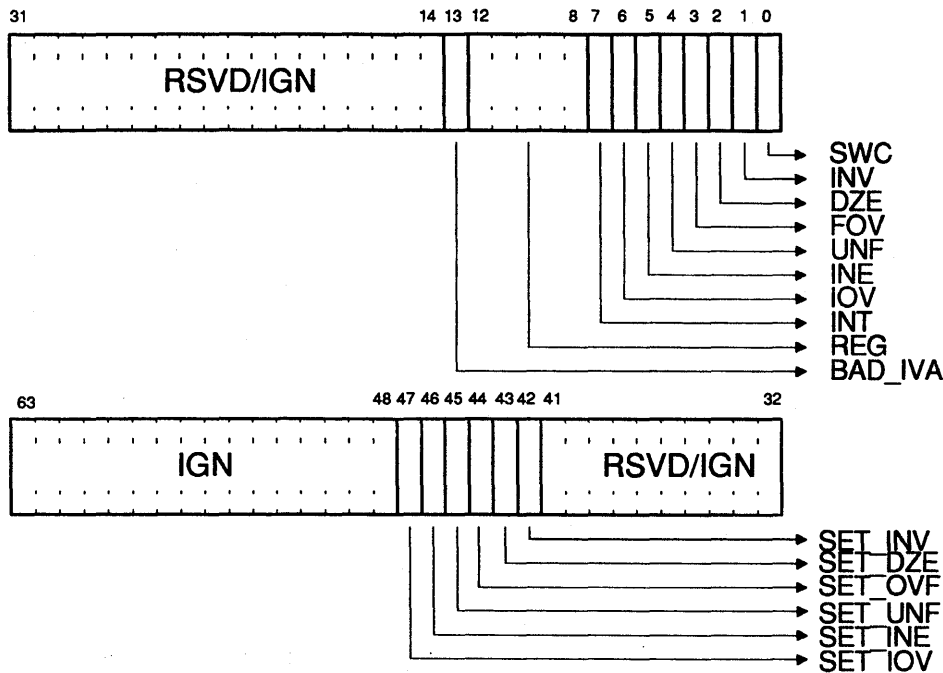 31 14 13 12 8 7 6 5 4 3 2 1 0
RSVD/IGN
SWC
INV
DZE
FOV
UNF
INE
IOV
INT
REG
BAD_IVA
63 48 47 46 45 44 43 42 41 32
IGN RSVD/IGN
SET_INV
SET_DZE
SET_OVF
SET_UNF
SET_INE
SET_IOV